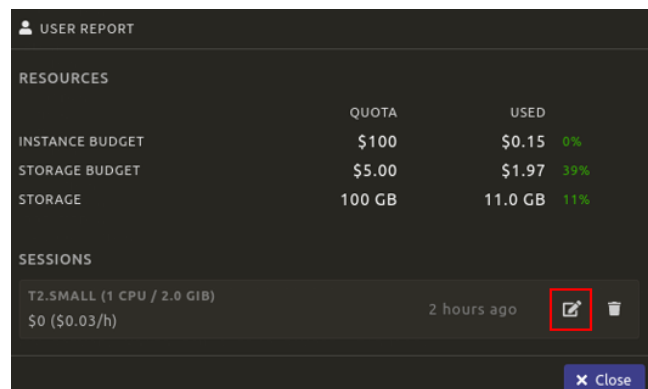 USER REPORT
RESOURCES
QUOTA USED
INSTANCE BUDGET $100 $0.15 0%
STORAGE BUDGET $5.00 $1.97 39%
STORAGE 100 GB 11.0 GB 11%
SESSIONS
T2.SMALL (1 CPU / 2.0 GIB)
2 hours ago
$0 ($0.03/h)
Close